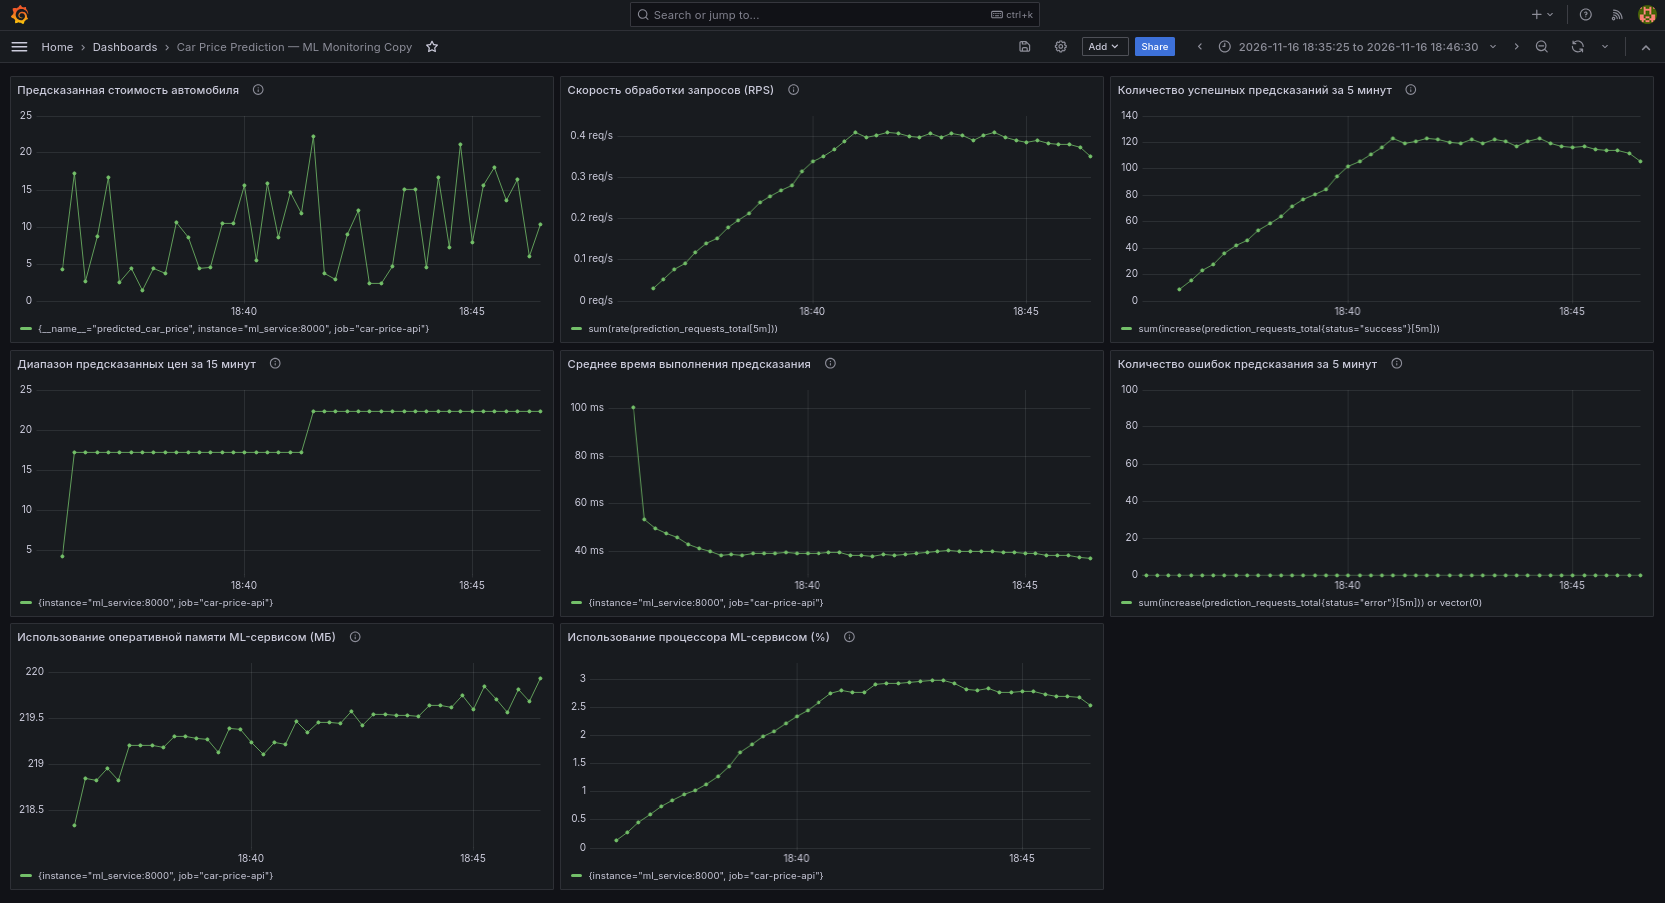 Search or jump to...
ctrl+k
Home › Dashboards › Car Price Prediction — ML Monitoring Copy
Add
Share
2026-11-16 18:35:25 to 2026-11-16 18:46:30
Предсказанная стоимость автомобиля
25
20
15
10
5
0
18:40
18:45
{__name__="predicted_car_price", instance="ml_service:8000", job="car-price-api"}
Скорость обработки запросов (RPS)
0.4 req/s
0.3 req/s
0.2 req/s
0.1 req/s
0 req/s
18:40
18:45
sum(rate(prediction_requests_total[5m]))
Количество успешных предсказаний за 5 минут
140
120
100
80
60
40
20
0
18:40
18:45
sum(increase(prediction_requests_total{status="success"}[5m]))
Диапазон предсказанных цен за 15 минут
25
20
15
10
5
18:40
18:45
{instance="ml_service:8000", job="car-price-api"}
Среднее время выполнения предсказания
100 ms
80 ms
60 ms
40 ms
18:40
18:45
{instance="ml_service:8000", job="car-price-api"}
Количество ошибок предсказания за 5 минут
100
80
60
40
20
0
18:40
18:45
sum(increase(prediction_requests_total{status="error"}[5m])) or vector(0)
Использование оперативной памяти ML-сервисом (МБ)
220
219.5
219
218.5
18:40
18:45
{instance="ml_service:8000", job="car-price-api"}
Использование процессора ML-сервисом (%)
3
2.5
2
1.5
1
0.5
0
18:40
18:45
{instance="ml_service:8000", job="car-price-api"}